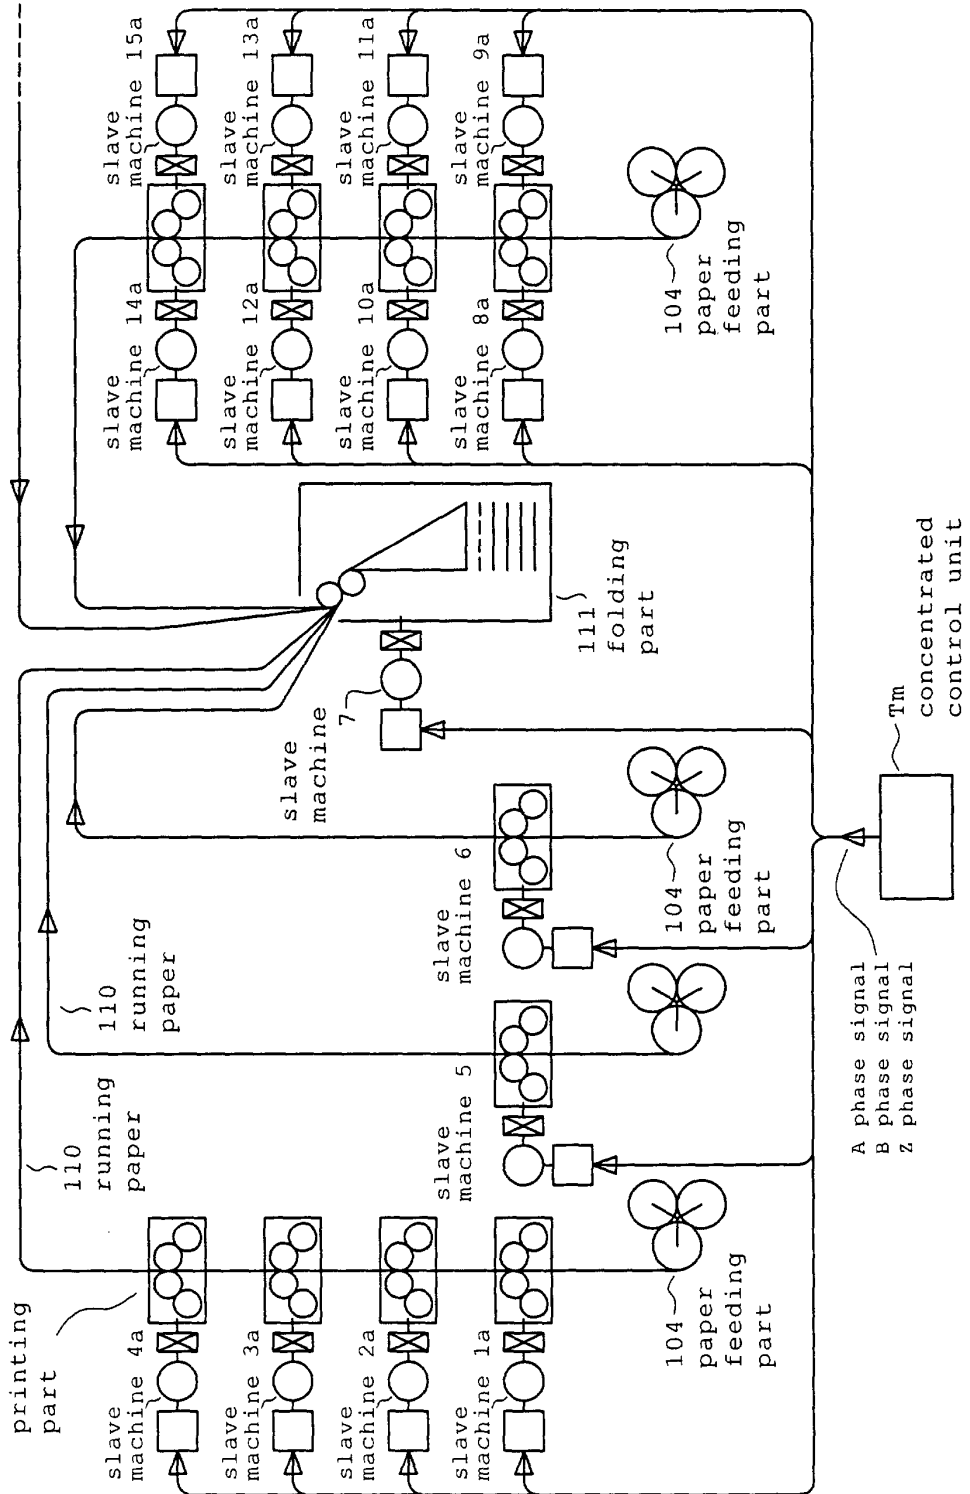 printing
part
slave
machine 4a
slave
machine 3a
slave
machine 2a
slave
machine 1a
104
paper
feeding
part
110
running
paper
110
running
paper
slave
machine 5
slave
machine 6
104
paper
feeding
part
slave
machine
7
111
folding
part
slave
machine 14a
slave
machine 12a
slave
machine 10a
slave
machine 8a
slave
machine 15a
slave
machine 13a
slave
machine 11a
slave
machine 9a
104
paper
feeding
part
A phase signal
B phase signal
Z phase signal
Tm
concentrated
control unit